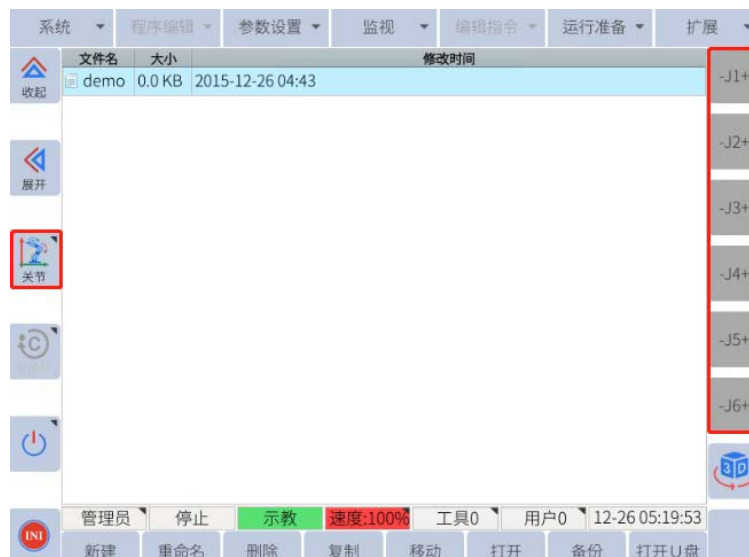 系统 程序编辑 参数设置 监视 编辑指令 运行准备 扩展
文件名 大小 修改时间
demo 0.0 KB 2015-12-26 04:43
收起
展开
关节
-J1+
-J2+
-J3+
-J4+
-J5+
-J6+
3D
INI
管理员 停止 示教 速度:100% 工具0 用户0 12-26 05:19:53
新建 重命名 删除 复制 移动 打开 备份 打开U盘